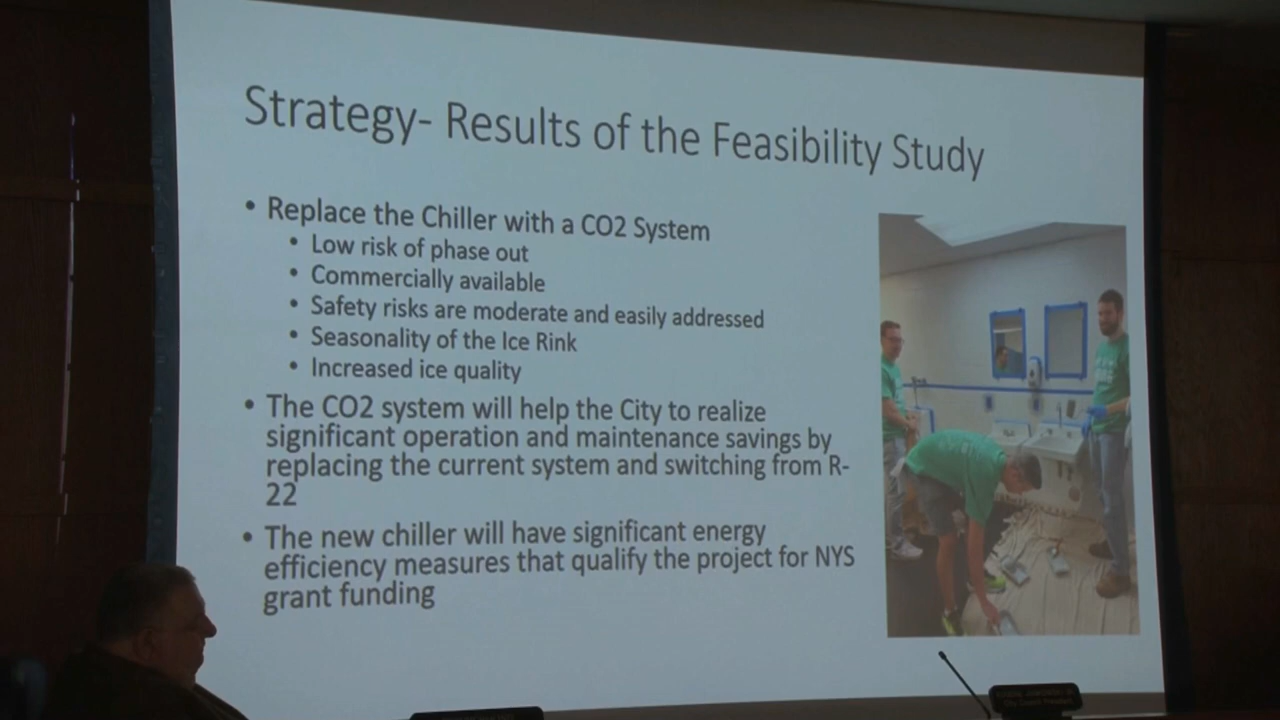 Strategy- Results of the Feasibility Study
• Replace the Chiller with a CO2 System
• Low risk of phase out
• Commercially available
• Safety risks are moderate and easily addressed
• Seasonality of the Ice Rink
• Increased ice quality
• The CO2 system will help the City to realize
significant operation and maintenance savings by
replacing the current system and switching from R-
22
• The new chiller will have significant energy
efficiency measures that qualify the project for NYS
grant funding